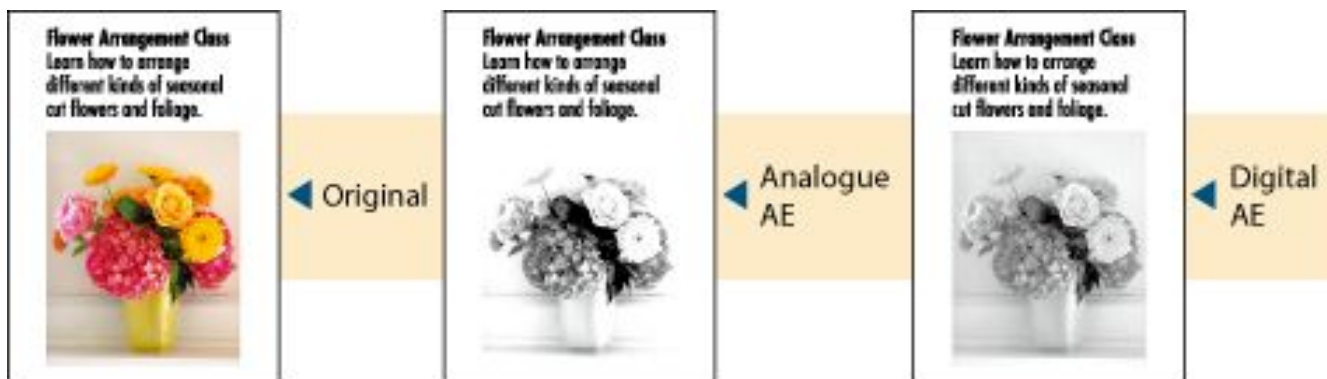 Flower Arrangement Class
Learn how to arrange
different kinds of seasonal
cut flowers and foliage.
Original
Flower Arrangement Class
Learn how to arrange
different kinds of seasonal
cut flowers and foliage.
Analogue
AE
Flower Arrangement Class
Learn how to arrange
different kinds of seasonal
cut flowers and foliage.
Digital
AE